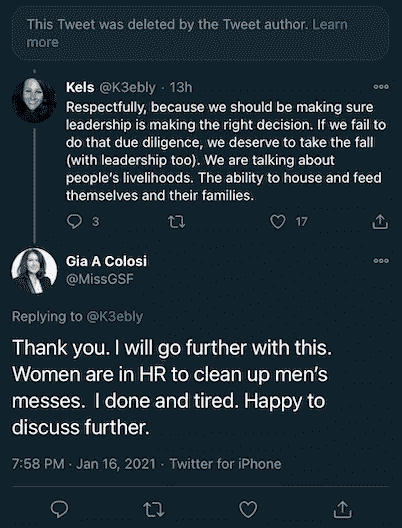 This Tweet was deleted by the Tweet author. Learn
more
Kels @K3ebly · 13h
Respectfully, because we should be making sure
leadership is making the right decision. If we fail to
do that due diligence, we deserve to take the fall
(with leadership too). We are talking about
people's livelihoods. The ability to house and feed
themselves and their families.
3 17
Gia A Colosi
@MissGSF
Replying to @K3ebly
Thank you. I will go further with this.
Women are in HR to clean up men's
messes.  I done and tired. Happy to
discuss further.
7:58 PM · Jan 16, 2021 · Twitter for iPhone